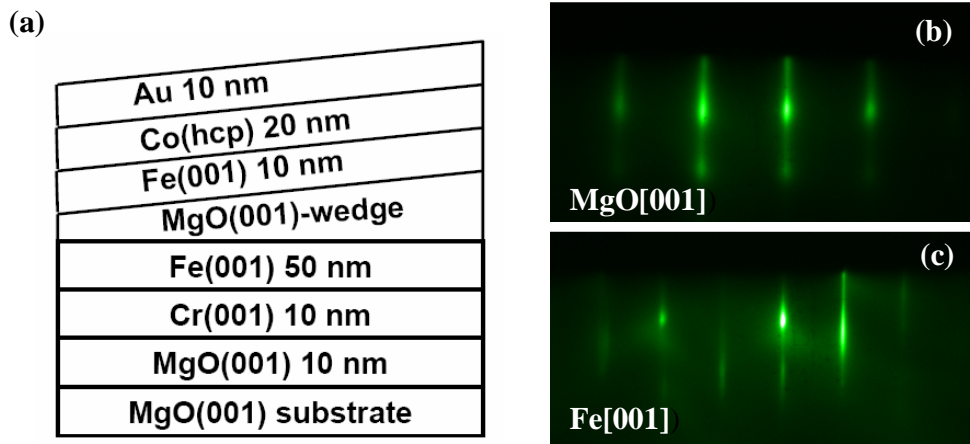 (a)
Au 10 nm
Co(hcp) 20 nm
Fe(001) 10 nm
MgO(001)-wedge
Fe(001) 50 nm
Cr(001) 10 nm
MgO(001) 10 nm
MgO(001) substrate
(b)
MgO[001]
(c)
Fe[001]